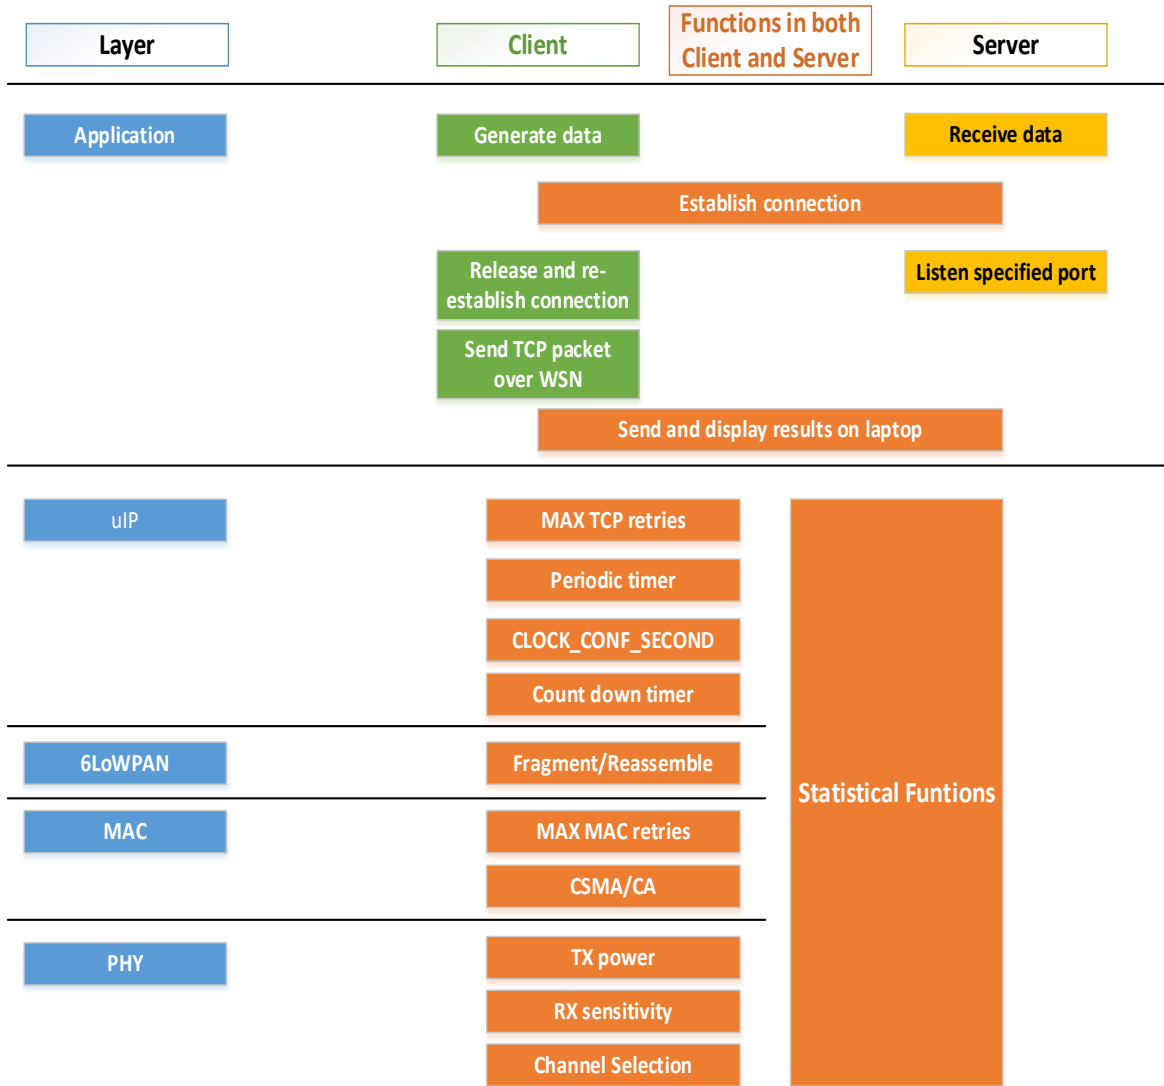 Layer
Client
Functions in both
Client and Server
Server
Application
Generate data
Receive data
Establish connection
Release and re-
establish connection
Listen specified port
Send TCP packet
over WSN
Send and display results on laptop
uIP
MAX TCP retries
Periodic timer
CLOCK_CONF_SECOND
Count down timer
6LoWPAN
Fragment/Reassemble
Statistical Funtions
MAC
MAX MAC retries
CSMA/CA
PHY
TX power
RX sensitivity
Channel Selection